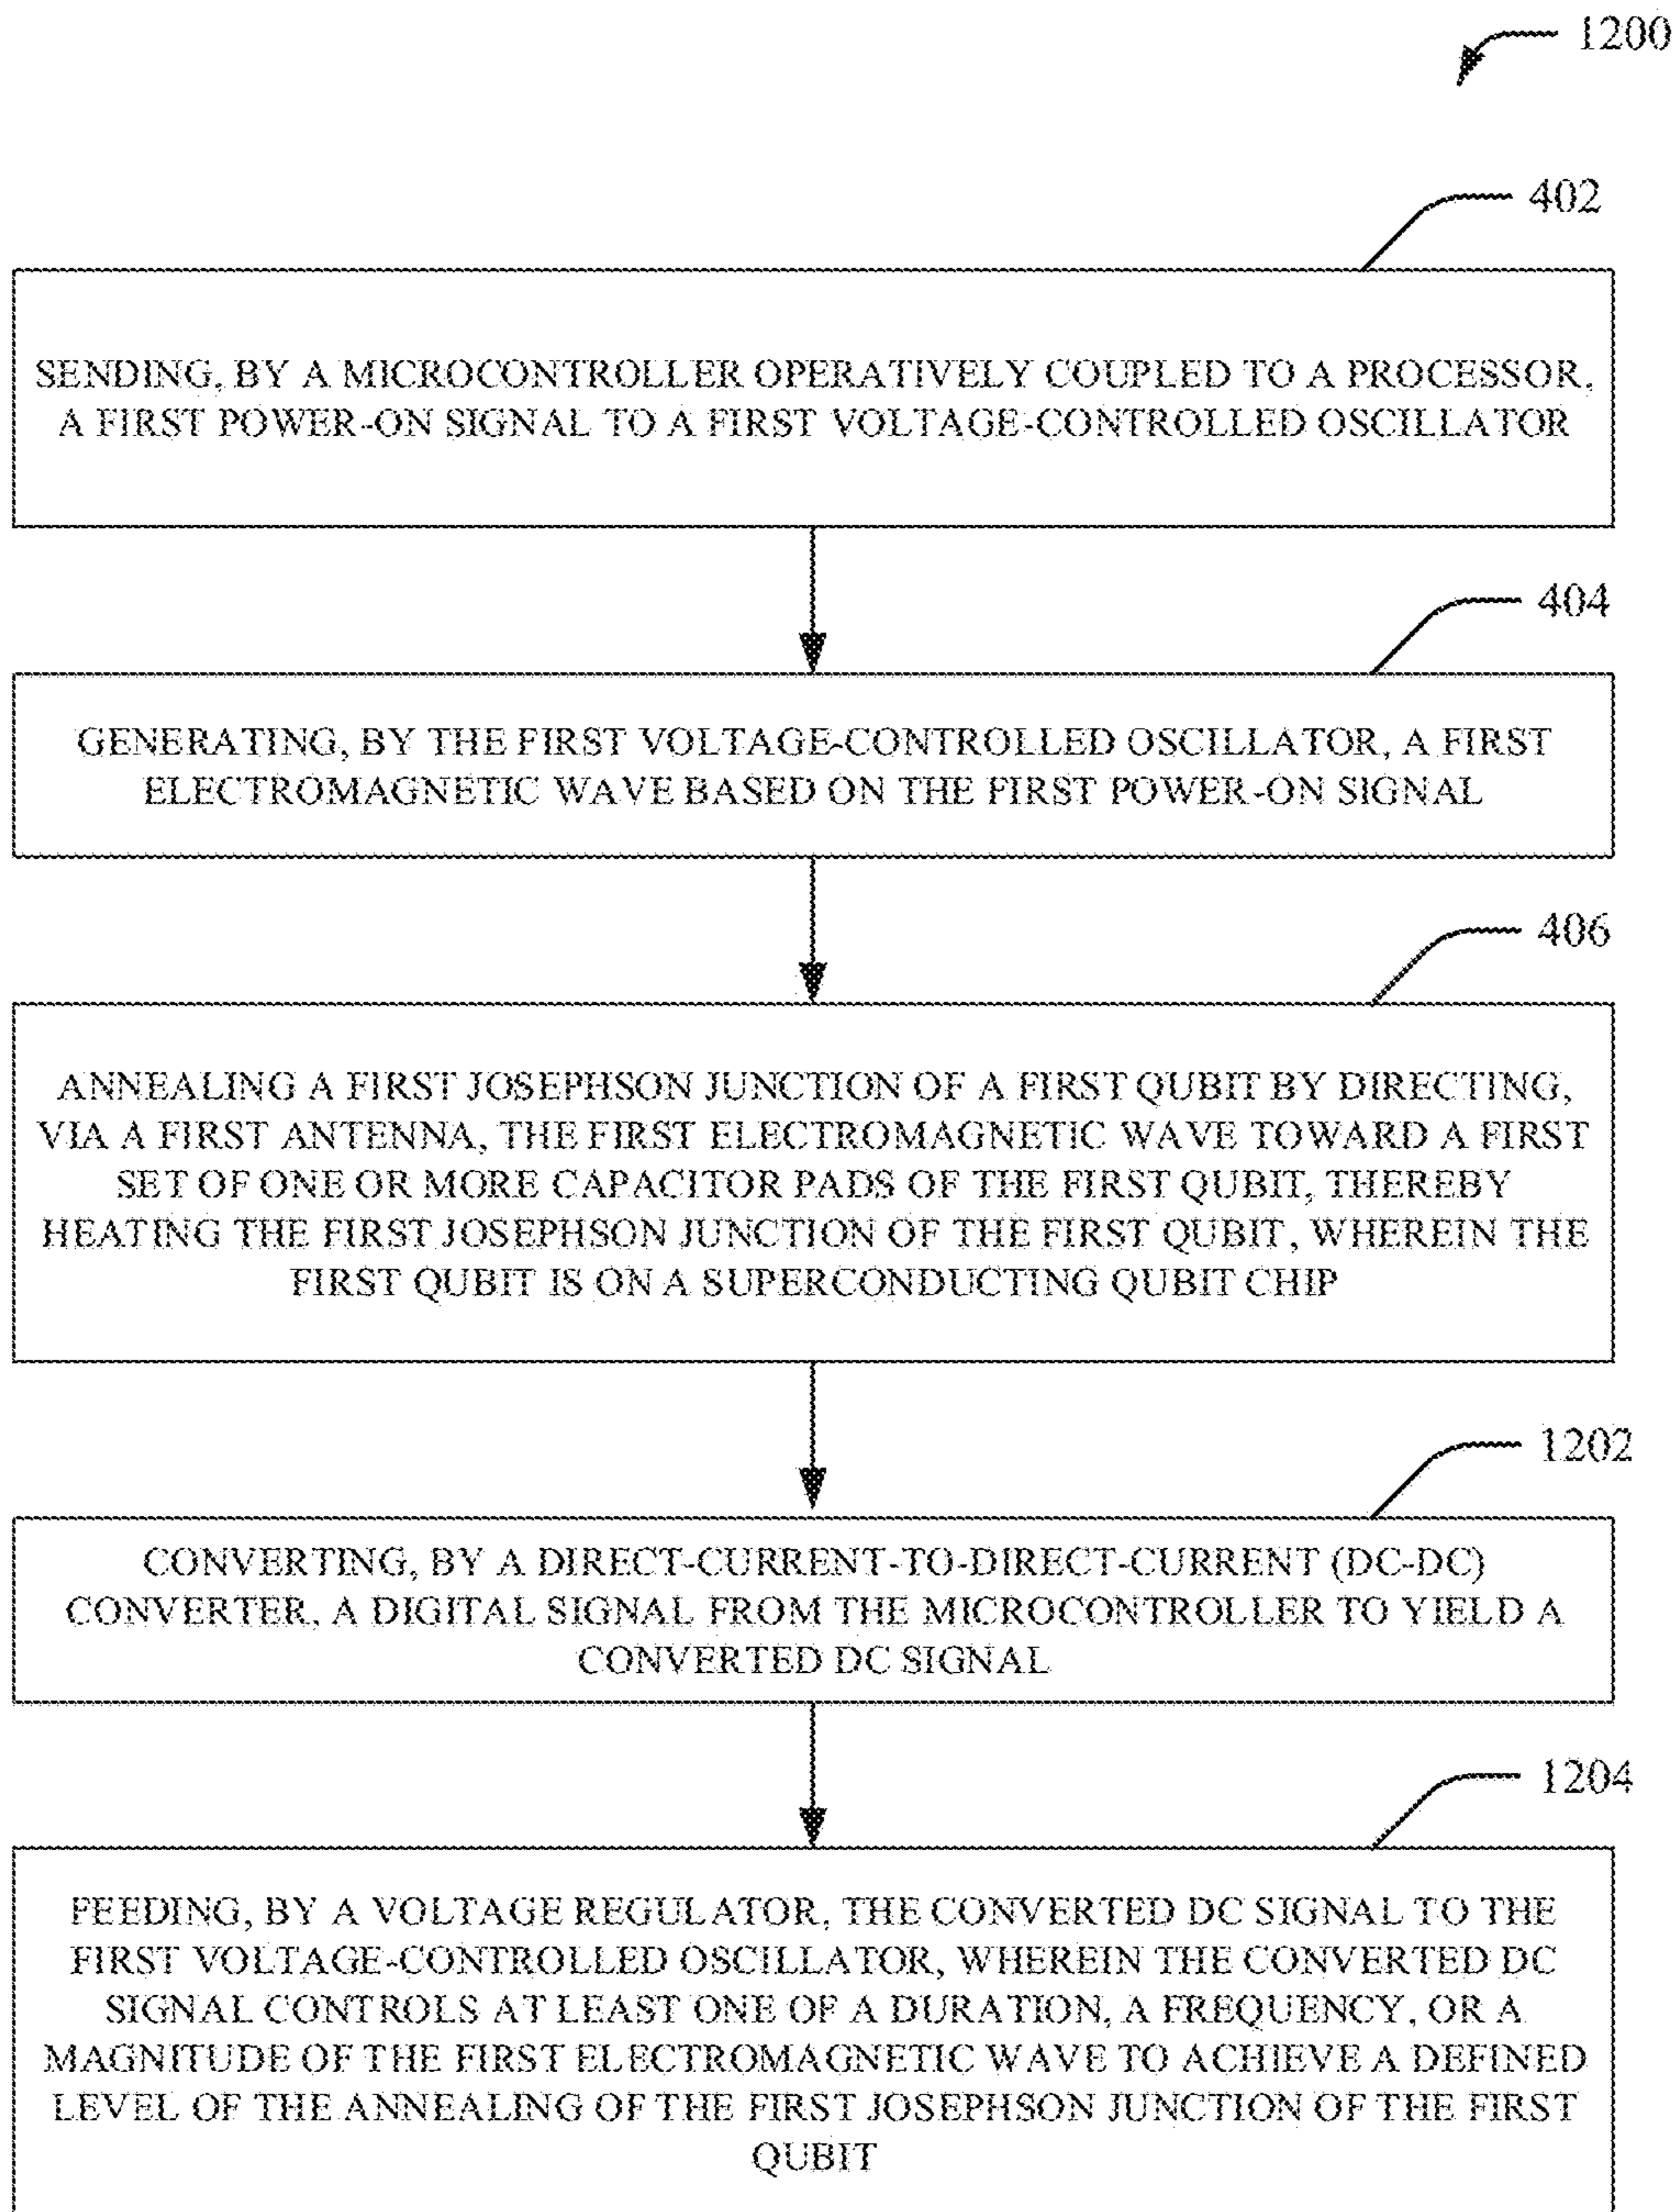 1200
402
SENDING, BY A MICROCONTROLLER OPERATIVELY COUPLED TO A PROCESSOR,
A FIRST POWER-ON SIGNAL TO A FIRST VOLTAGE-CONTROLLED OSCILLATOR
404
GENERATING, BY THE FIRST VOLTAGE-CONTROLLED OSCILLATOR, A FIRST
ELECTROMAGNETIC WAVE BASED ON THE FIRST POWER-ON SIGNAL
406
ANNEALING A FIRST JOSEPHSON JUNCTION OF A FIRST QUBIT BY DIRECTING,
VIA A FIRST ANTENNA, THE FIRST ELECTROMAGNETIC WAVE TOWARD A FIRST
SET OF ONE OR MORE CAPACITOR PADS OF THE FIRST QUBIT, THEREBY
HEATING THE FIRST JOSEPHSON JUNCTION OF THE FIRST QUBIT, WHEREIN THE
FIRST QUBIT IS ON A SUPERCONDUCTING QUBIT CHIP
1202
CONVERTING, BY A DIRECT-CURRENT-TO-DIRECT-CURRENT (DC-DC)
CONVERTER, A DIGITAL SIGNAL FROM THE MICROCONTROLLER TO YIELD A
CONVERTED DC SIGNAL
1204
FEEDING, BY A VOLTAGE REGULATOR, THE CONVERTED DC SIGNAL TO THE
FIRST VOLTAGE-CONTROLLED OSCILLATOR, WHEREIN THE CONVERTED DC
SIGNAL CONTROLS AT LEAST ONE OF A DURATION, A FREQUENCY, OR A
MAGNITUDE OF THE FIRST ELECTROMAGNETIC WAVE TO ACHIEVE A DEFINED
LEVEL OF THE ANNEALING OF THE FIRST JOSEPHSON JUNCTION OF THE FIRST
QUBIT